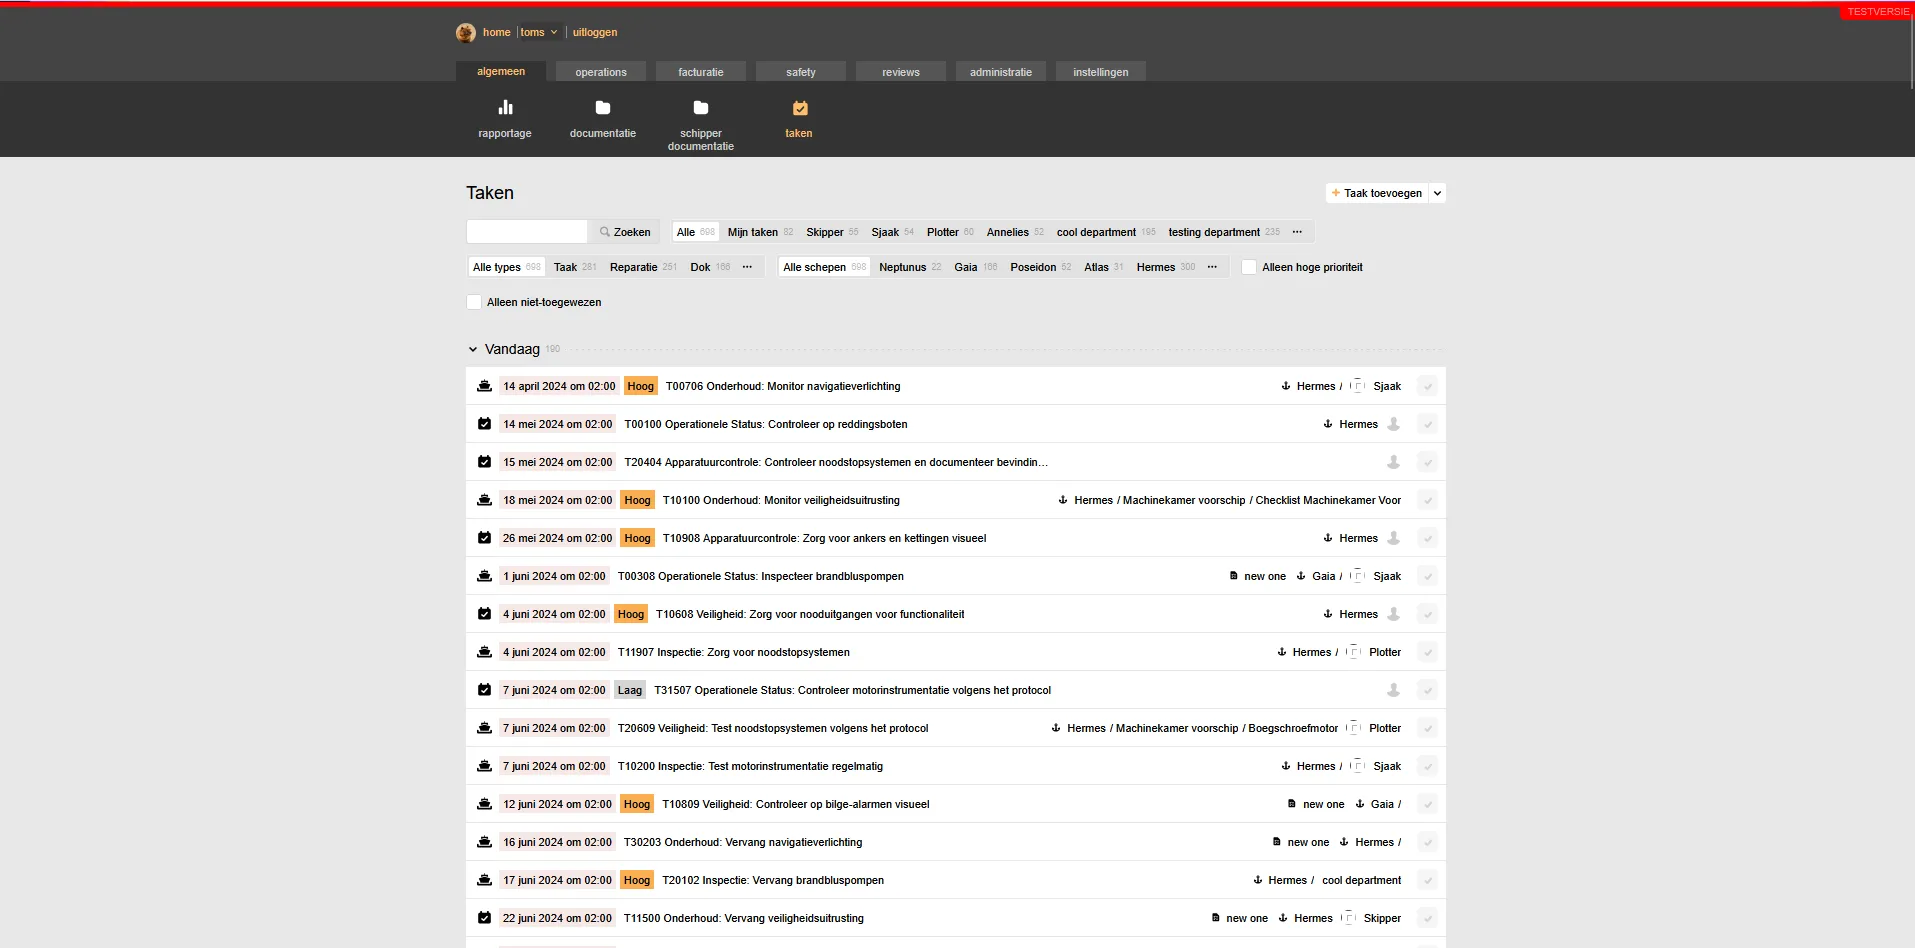 TESTVERSIE
home toms uitloggen
algemeen operations facturatie safety reviews administratie instellingen
rapportage documentatie schipper documentatie taken
Taken
+ Taak toevoegen
Zoeken Alle 698 Mijn taken 82 Skipper 65 Sjaak 54 Plotter 60 Annelies 52 cool department 195 testing department 235 ...
Alle types 698 Taak 281 Reparatie 251 Dok 166 ... Alle schepen 698 Neptunus 22 Gaia 166 Poseidon 62 Atlas 31 Hermes 300 ... Alleen hoge prioriteit
Alleen niet-toegewezen
Vandaag 190
14 april 2024 om 02:00 Hoog T00706 Onderhoud: Monitor navigatieverlichting Hermes / Sjaak
14 mei 2024 om 02:00 T00100 Operationele Status: Controleer op reddingsboten Hermes
15 mei 2024 om 02:00 T20404 Apparatuurcontrole: Controleer noodstopsystemen en documenteer bevindin...
18 mei 2024 om 02:00 Hoog T10100 Onderhoud: Monitor veiligheidsuitrusting Hermes / Machinekamer voorschip / Checklist Machinekamer Voor
26 mei 2024 om 02:00 Hoog T10908 Apparatuurcontrole: Zorg voor ankers en kettingen visueel Hermes
1 juni 2024 om 02:00 T00308 Operationele Status: Inspecteer brandbluspompen new one Gaia / Sjaak
4 juni 2024 om 02:00 Hoog T10608 Veiligheid: Zorg voor nooduitgangen voor functionaliteit Hermes
4 juni 2024 om 02:00 T11907 Inspectie: Zorg voor noodstopsystemen Hermes / Plotter
7 juni 2024 om 02:00 Laag T31507 Operationele Status: Controleer motorinstrumentatie volgens het protocol
7 juni 2024 om 02:00 T20609 Veiligheid: Test noodstopsystemen volgens het protocol Hermes / Machinekamer voorschip / Boegschroefmotor Plotter
7 juni 2024 om 02:00 T10200 Inspectie: Test motorinstrumentatie regelmatig Hermes / Sjaak
12 juni 2024 om 02:00 Hoog T10809 Veiligheid: Controleer op bilge-alarmen visueel new one Gaia /
16 juni 2024 om 02:00 T30203 Onderhoud: Vervang navigatieverlichting new one Hermes /
17 juni 2024 om 02:00 Hoog T20102 Inspectie: Vervang brandbluspompen Hermes / cool department
22 juni 2024 om 02:00 T11500 Onderhoud: Vervang veiligheidsuitrusting new one Hermes Skipper